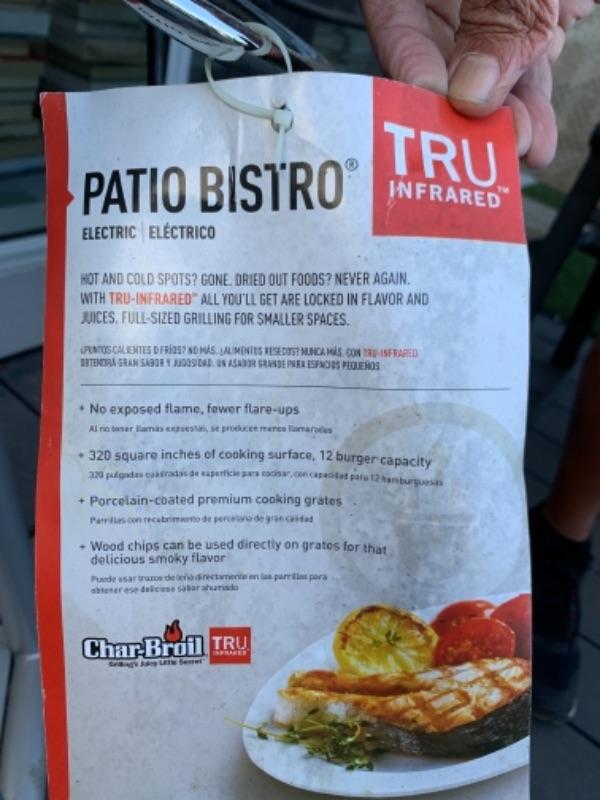 TRU
INFRARED™
PATIO BISTRO®
ELECTRIC | ELÉCTRICO
HOT AND COLD SPOTS? GONE. DRIED OUT FOODS? NEVER AGAIN.
WITH TRU-INFRARED™ ALL YOU'LL GET ARE LOCKED IN FLAVOR AND
JUICES. FULL-SIZED GRILLING FOR SMALLER SPACES.
¿PUNTOS CALIENTES O FRÍOS? NO MÁS. ¿ALIMENTOS RESECOS? NUNCA MÁS. CON TRU-INFRARED
OBTENDRÁ GRAN SABOR Y JUGOSIDAD. UN ASADOR GRANDE PARA ESPACIOS PEQUEÑOS.
+ No exposed flame, fewer flare-ups
Al no tener llamas expuestas, se producen menos llamaradas
+ 320 square inches of cooking surface, 12 burger capacity
320 pulgadas cuadradas de superficie para cocinar, con capacidad para 12 hamburguesas
+ Porcelain-coated premium cooking grates
Parrillas con recubrimiento de porcelana de gran calidad
+ Wood chips can be used directly on grates for that
delicious smoky flavor
Puede usar trozos de leña directamente en las parrillas para
obtener ese delicioso sabor ahumado
Char-Broil TRU
Grilling's Juicy Little Secret™ INFRARED™